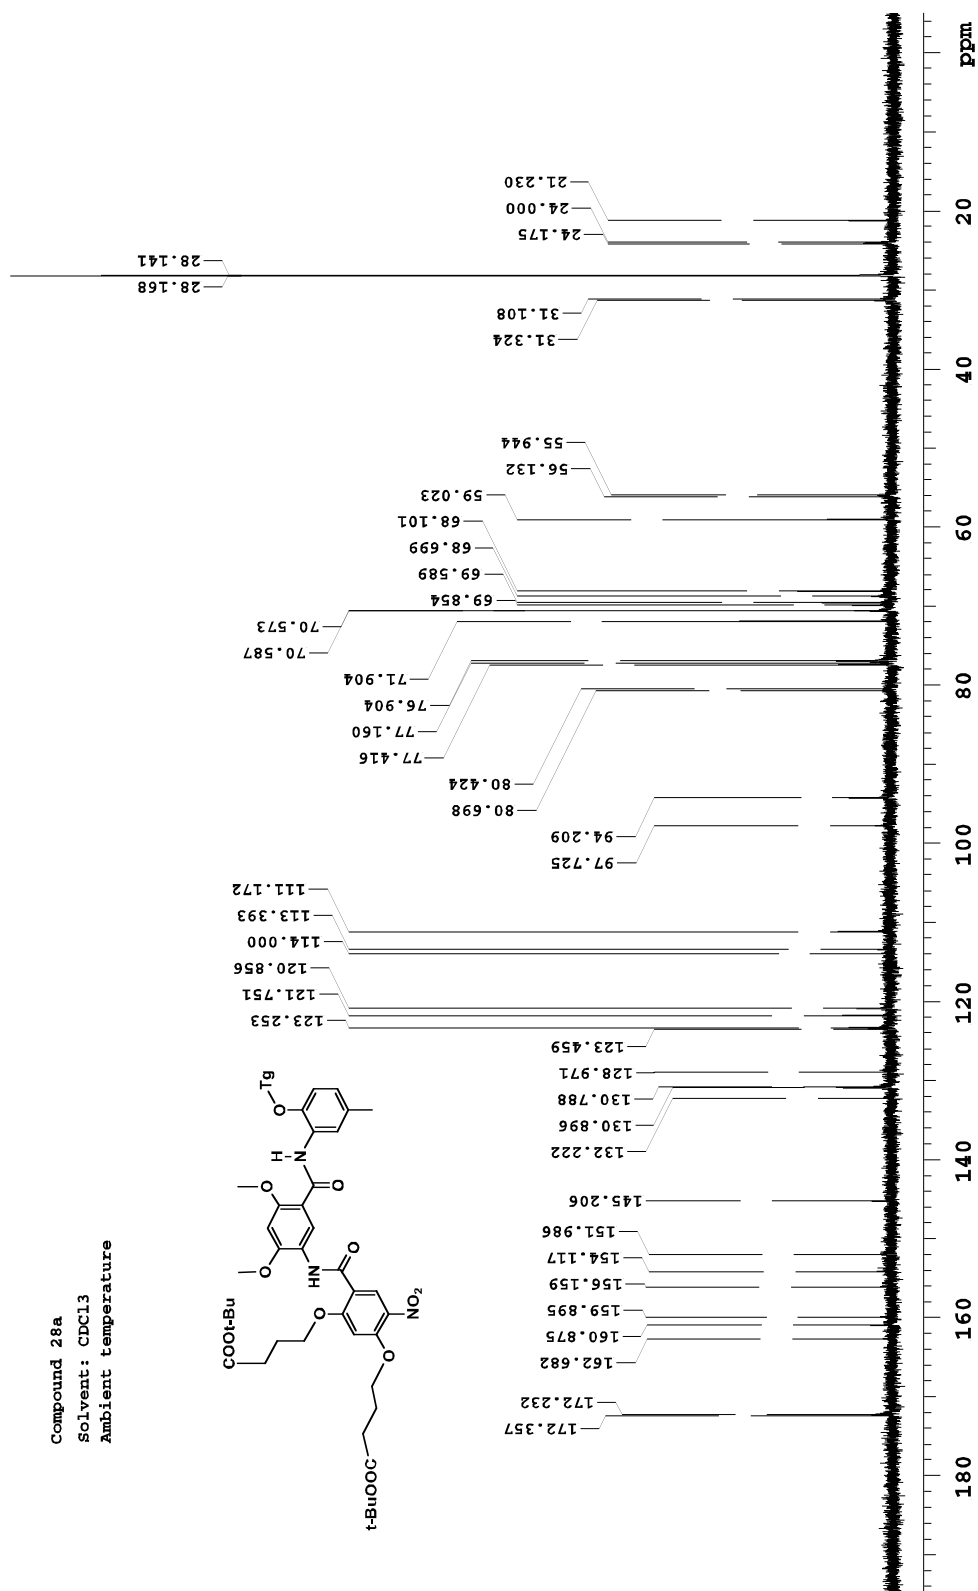 Compound 28a
Solvent: CDCl3
Ambient temperature
COOt-Bu
t-BuOOC
O
O
NO2
O
HN
O
O
O
H
N
O
Tg
172.357
172.232
162.682
160.875
159.895
156.159
154.117
151.986
145.206
132.222
130.896
130.788
128.971
123.459
123.253
121.751
120.856
114.000
113.393
111.172
97.725
94.209
80.698
80.424
77.416
77.160
76.904
71.904
70.587
70.573
69.854
69.589
68.699
68.101
59.023
56.132
55.944
31.324
31.108
28.168
28.141
24.175
24.000
21.230
180
160
140
120
100
80
60
40
20
ppm